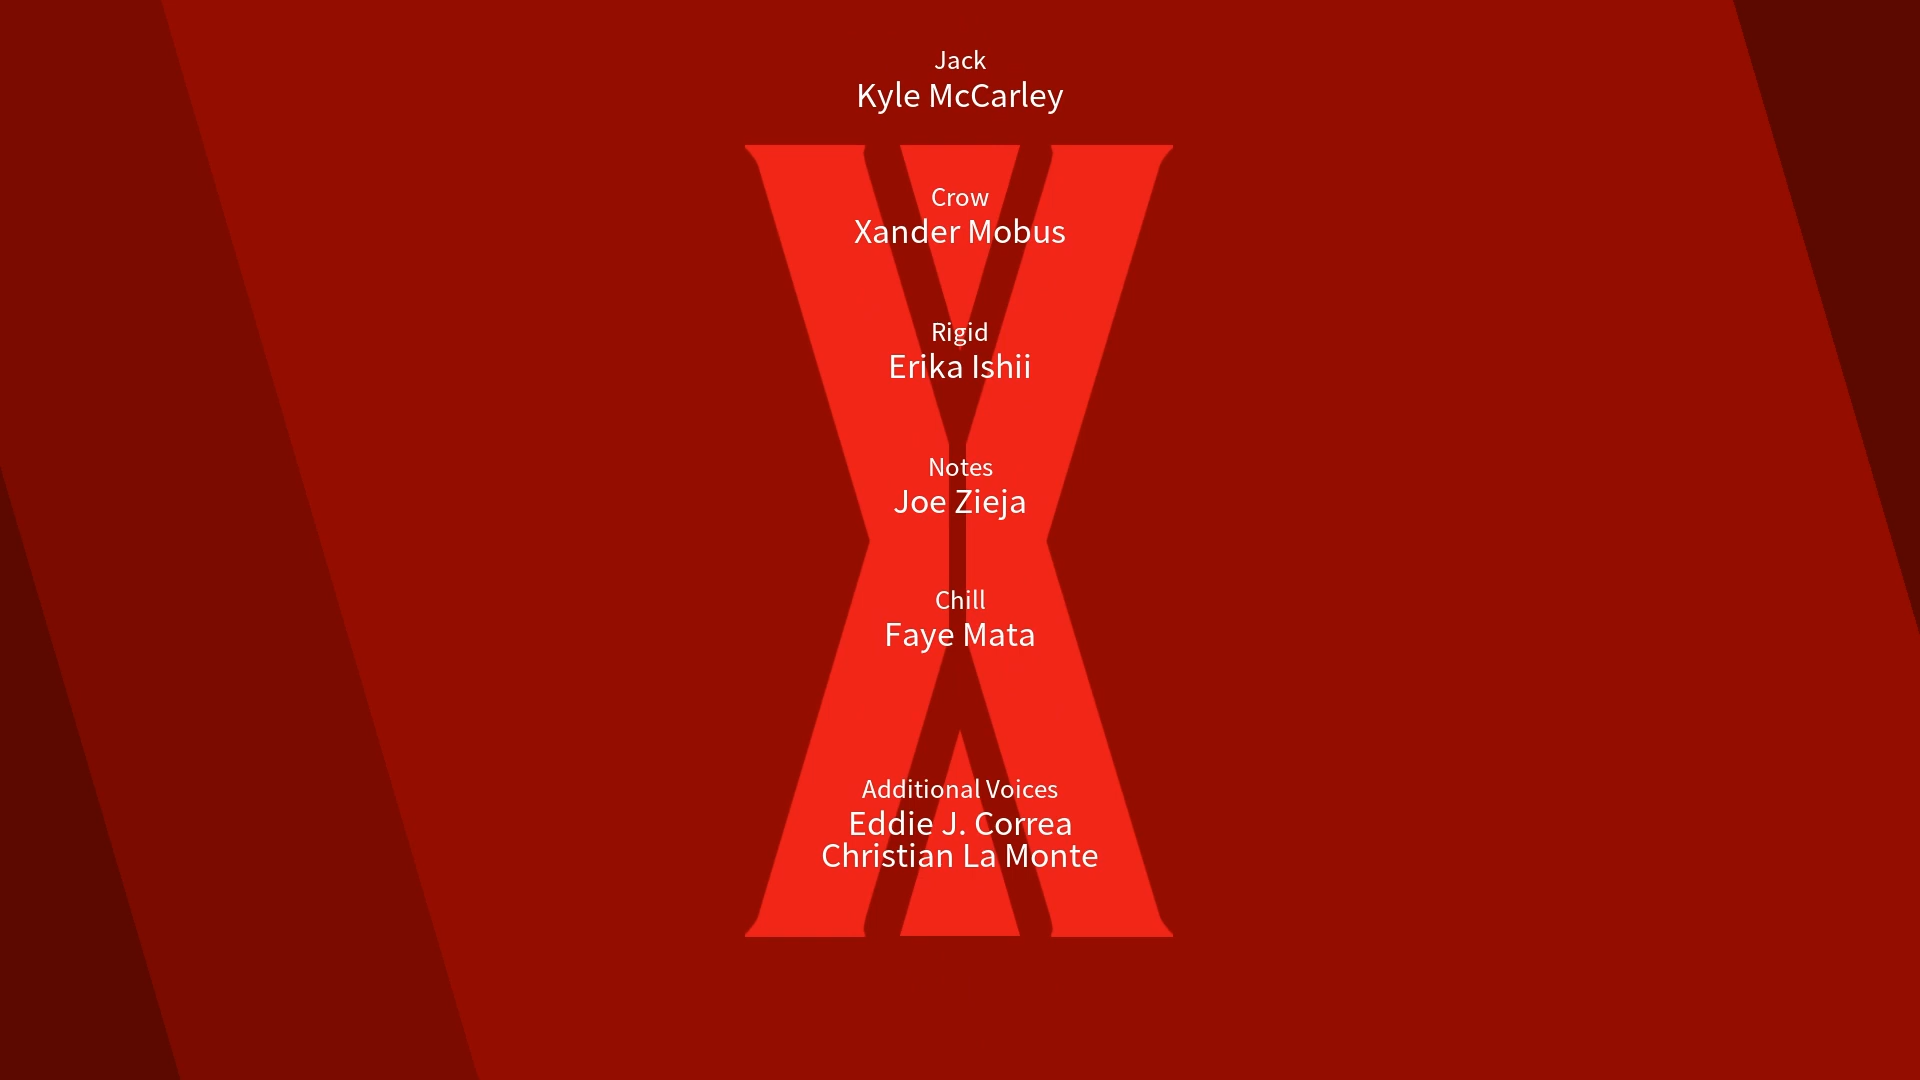 Jack
Kyle McCarley
Crow
Xander Mobus
Rigid
Erika Ishii
Notes
Joe Zieja
Chill
Faye Mata
Additional Voices
Eddie J. Correa
Christian La Monte